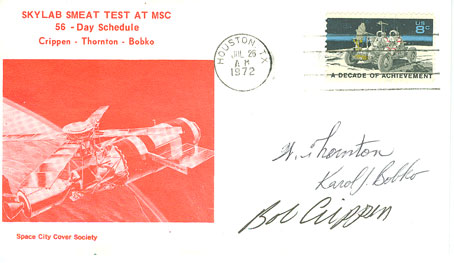 SKYLAB SMEAT TEST AT MSC
56 -Day Schedule
Crippen - Thornton - Bobko
HOUSTON, TX
JUL 26
A M
1972
US
8c
A DECADE OF ACHIEVEMENT
W. Thornton
Karol J. Bobko
Bob Crippen
Space City Cover Society